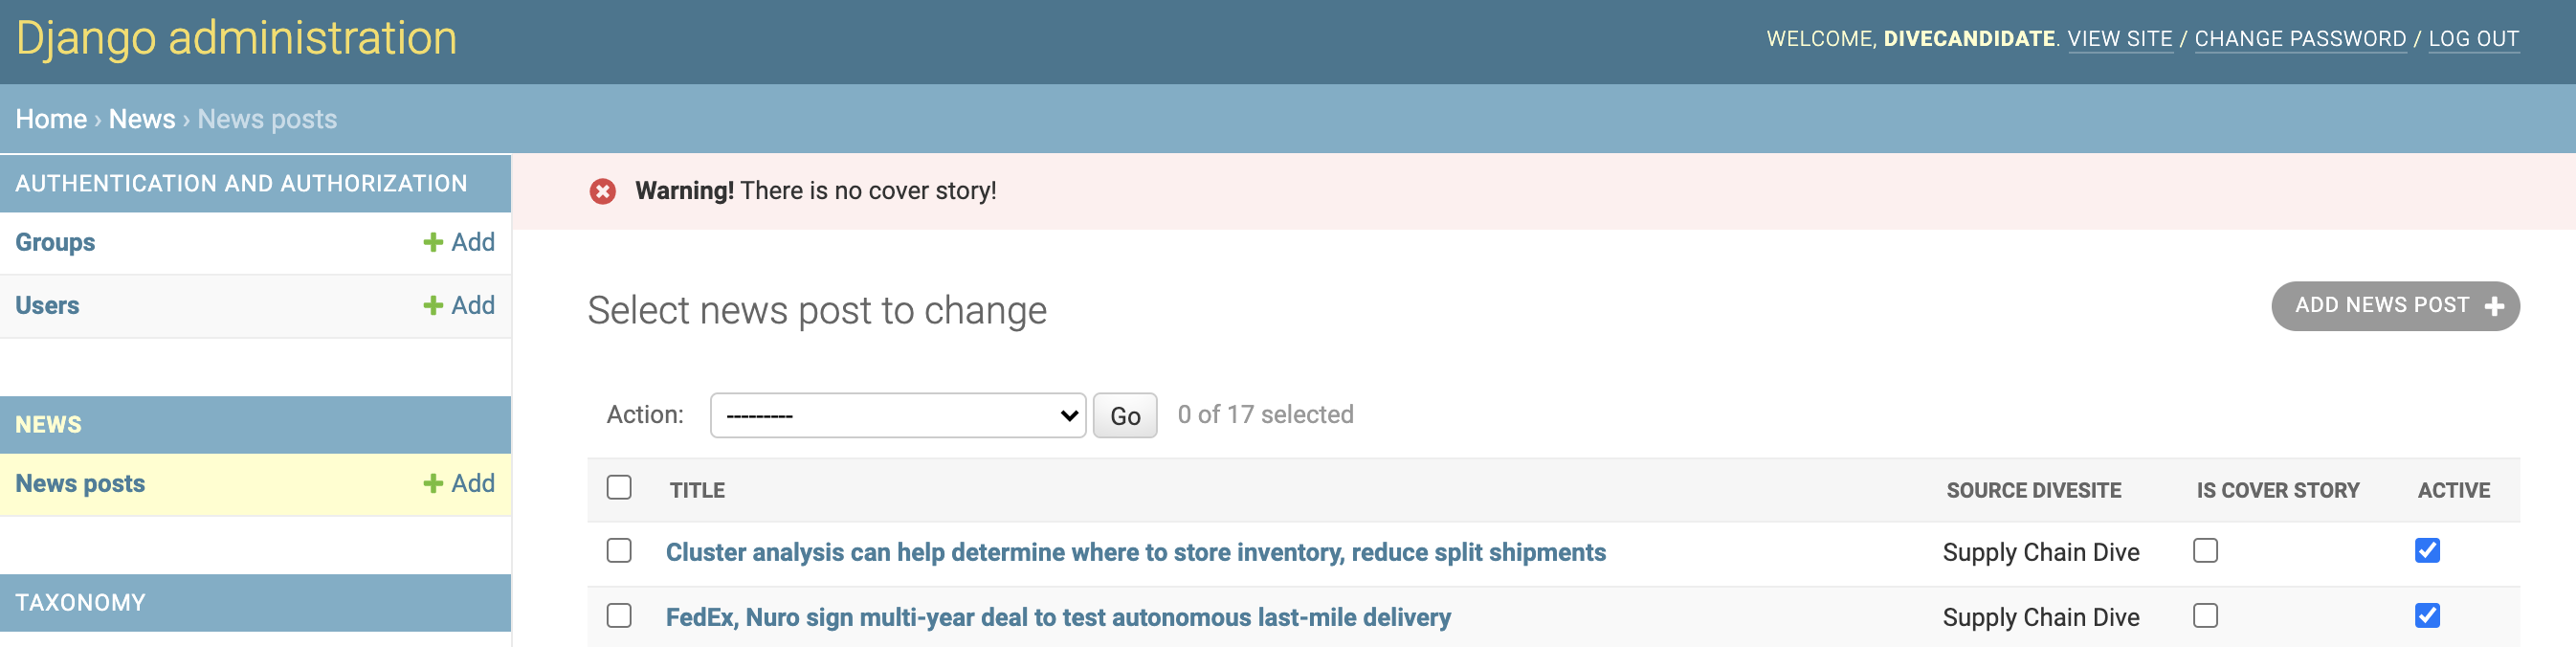 Django administration
WELCOME, DIVECANDIDATE. VIEW SITE / CHANGE PASSWORD / LOG OUT
Home › News › News posts
AUTHENTICATION AND AUTHORIZATION
Groups
Add
Users
Add
NEWS
News posts
Add
TAXONOMY
Warning! There is no cover story!
Select news post to change
ADD NEWS POST
Action: --------- Go 0 of 17 selected
TITLE SOURCE DIVESITE IS COVER STORY ACTIVE
Cluster analysis can help determine where to store inventory, reduce split shipments Supply Chain Dive
FedEx, Nuro sign multi-year deal to test autonomous last-mile delivery Supply Chain Dive